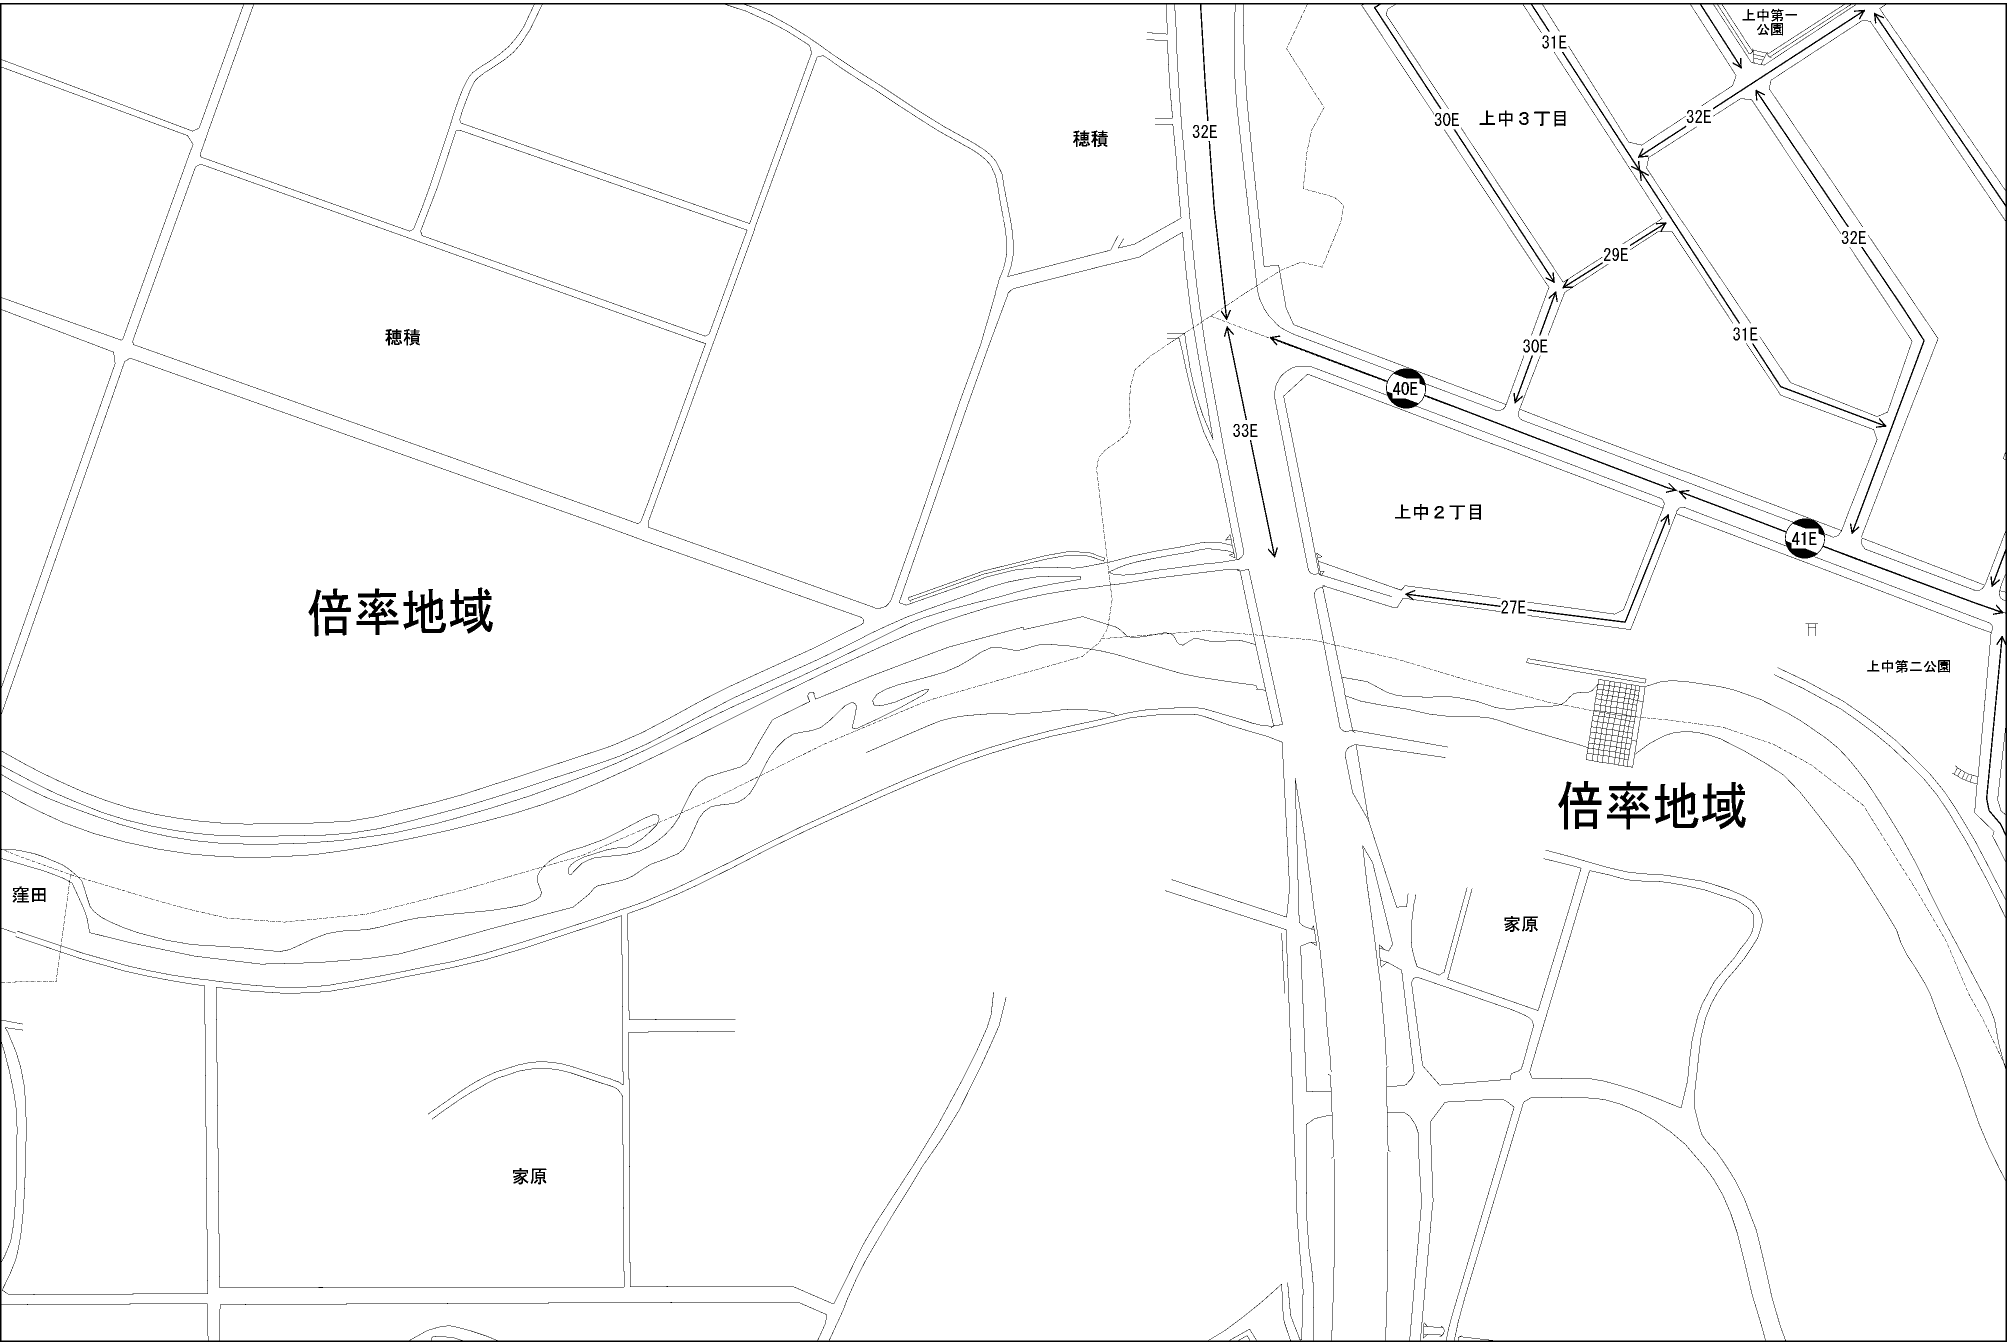 上中第一
公園
31E
30E
上中３丁目
32E
32E
穂積
32E
29E
穂積
31E
30E
40E
33E
上中２丁目
41E
倍率地域
27E
上中第二公園
倍率地域
窪田
家原
家原